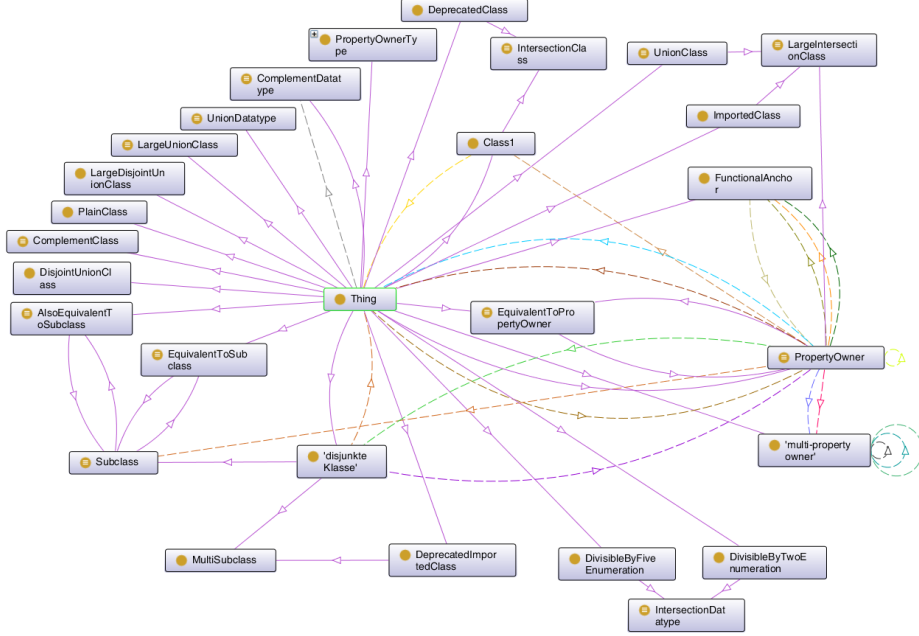 DeprecatedClass
PropertyOwnerTy
pe
IntersectionCla
ss
UnionClass
LargeIntersecti
onClass
ComplementDatat
ype
UnionDatatype
ImportedClass
LargeUnionClass
Class1
LargeDisjointUn
ionClass
FunctionalAncho
r
PlainClass
ComplementClass
DisjointUnionCl
ass
Thing
AlsoEquivalentT
oSubclass
EquivalentToPro
pertyOwner
EquivalentToSub
class
PropertyOwner
'multi-property
owner'
Subclass
'disjunkte
Klasse'
MultiSubclass
DeprecatedImpor
tedClass
DivisibleByFive
Enumeration
DivisibleByTwoE
numeration
IntersectionDat
atype